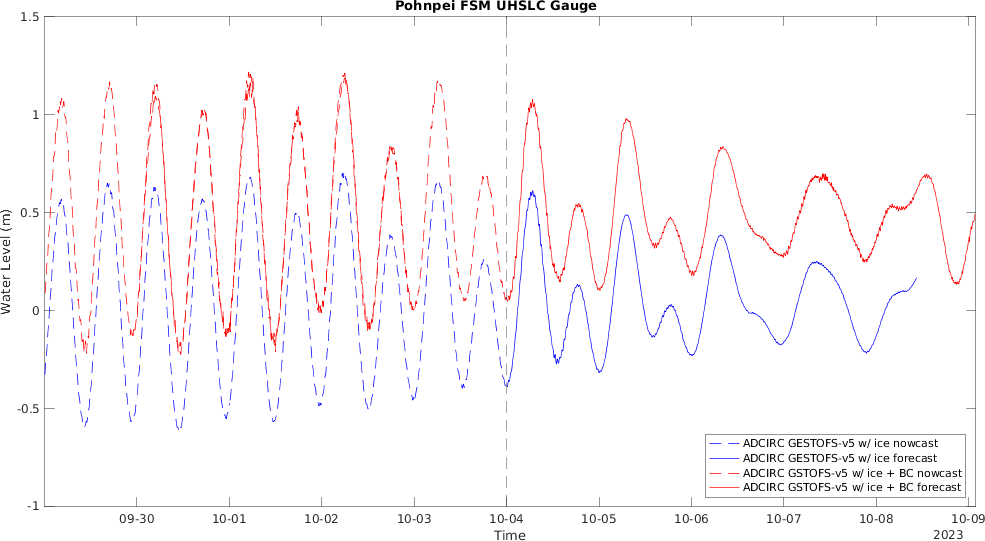 Pohnpei FSM UHSLC Gauge
1.5
1
0.5
0
-0.5
-1
Water Level (m)
09-30
10-01
10-02
10-03
10-04
10-05
10-06
10-07
10-08
10-09
Time
2023
ADCIRC GESTOFS-v5 w/ ice nowcast
ADCIRC GESTOFS-v5 w/ ice forecast
ADCIRC GSTOFS-v5 w/ ice + BC nowcast
ADCIRC GSTOFS-v5 w/ ice + BC forecast